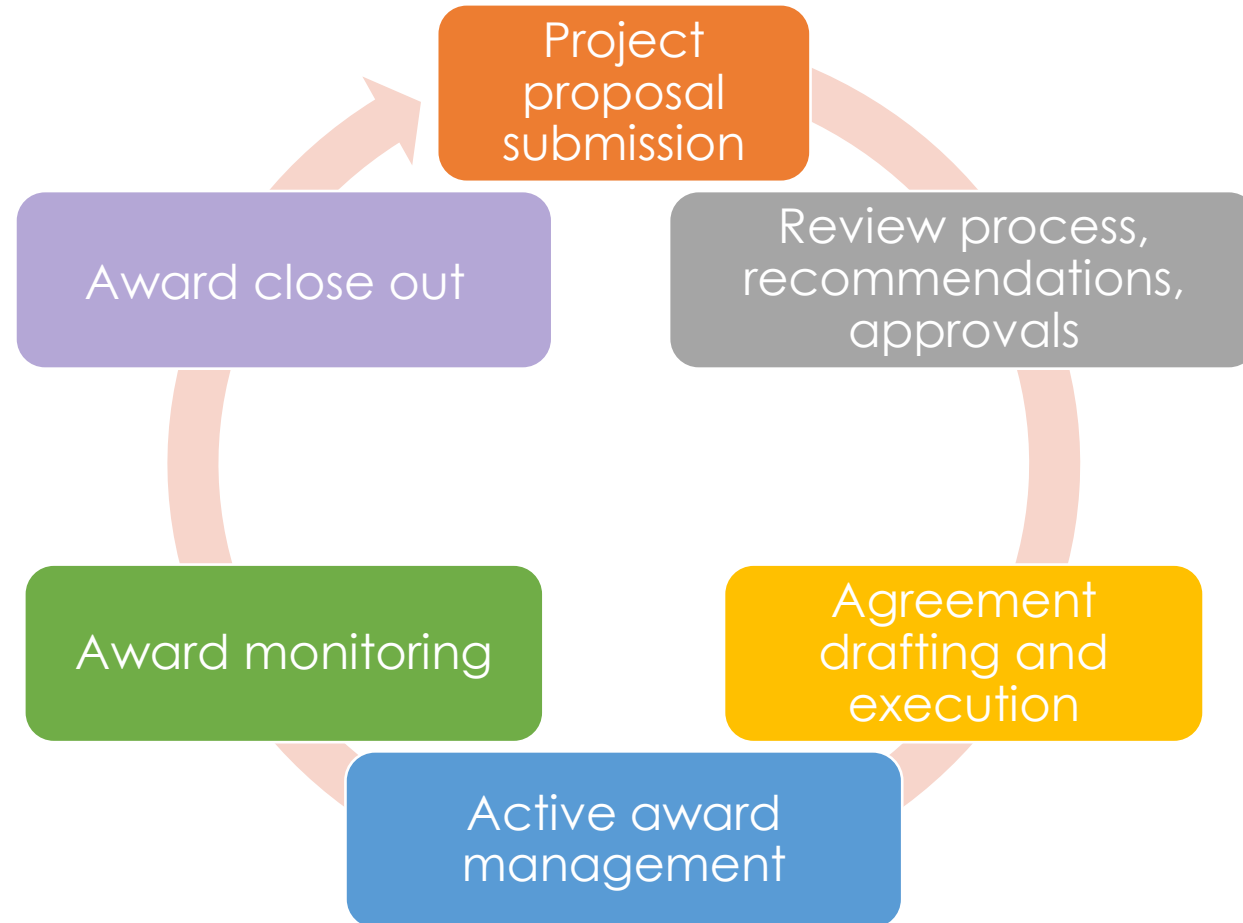 Project
proposal
submission
Review process,
recommendations,
approvals
Agreement
drafting and
execution
Active award
management
Award monitoring
Award close out